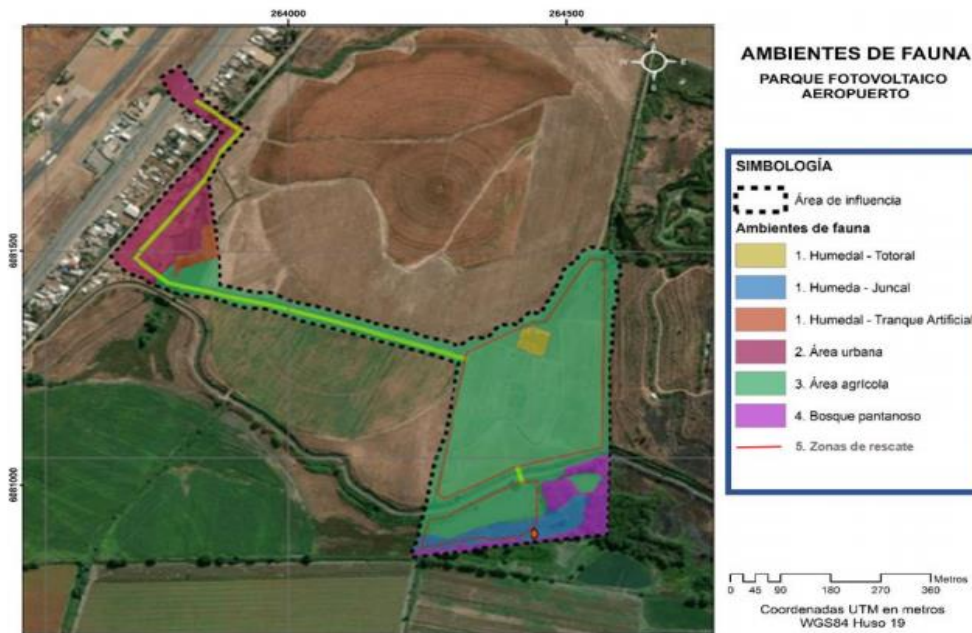 264000
264500
6081500
6081000
AMBIENTES DE FAUNA
PARQUE FOTOVOLTAICO
AEROPUERTO
SIMBOLOGÍA
Área de influencia
Ambientes de fauna
1. Humedal - Totoral
1. Humeda - Juncal
1. Humedal - Tranque Artificial
2. Área urbana
3. Área agrícola
4. Bosque pantanoso
5. Zonas de rescate
Metros
0 45 90 180 270 360
Coordenadas UTM en metros
WGS84 Huso 19